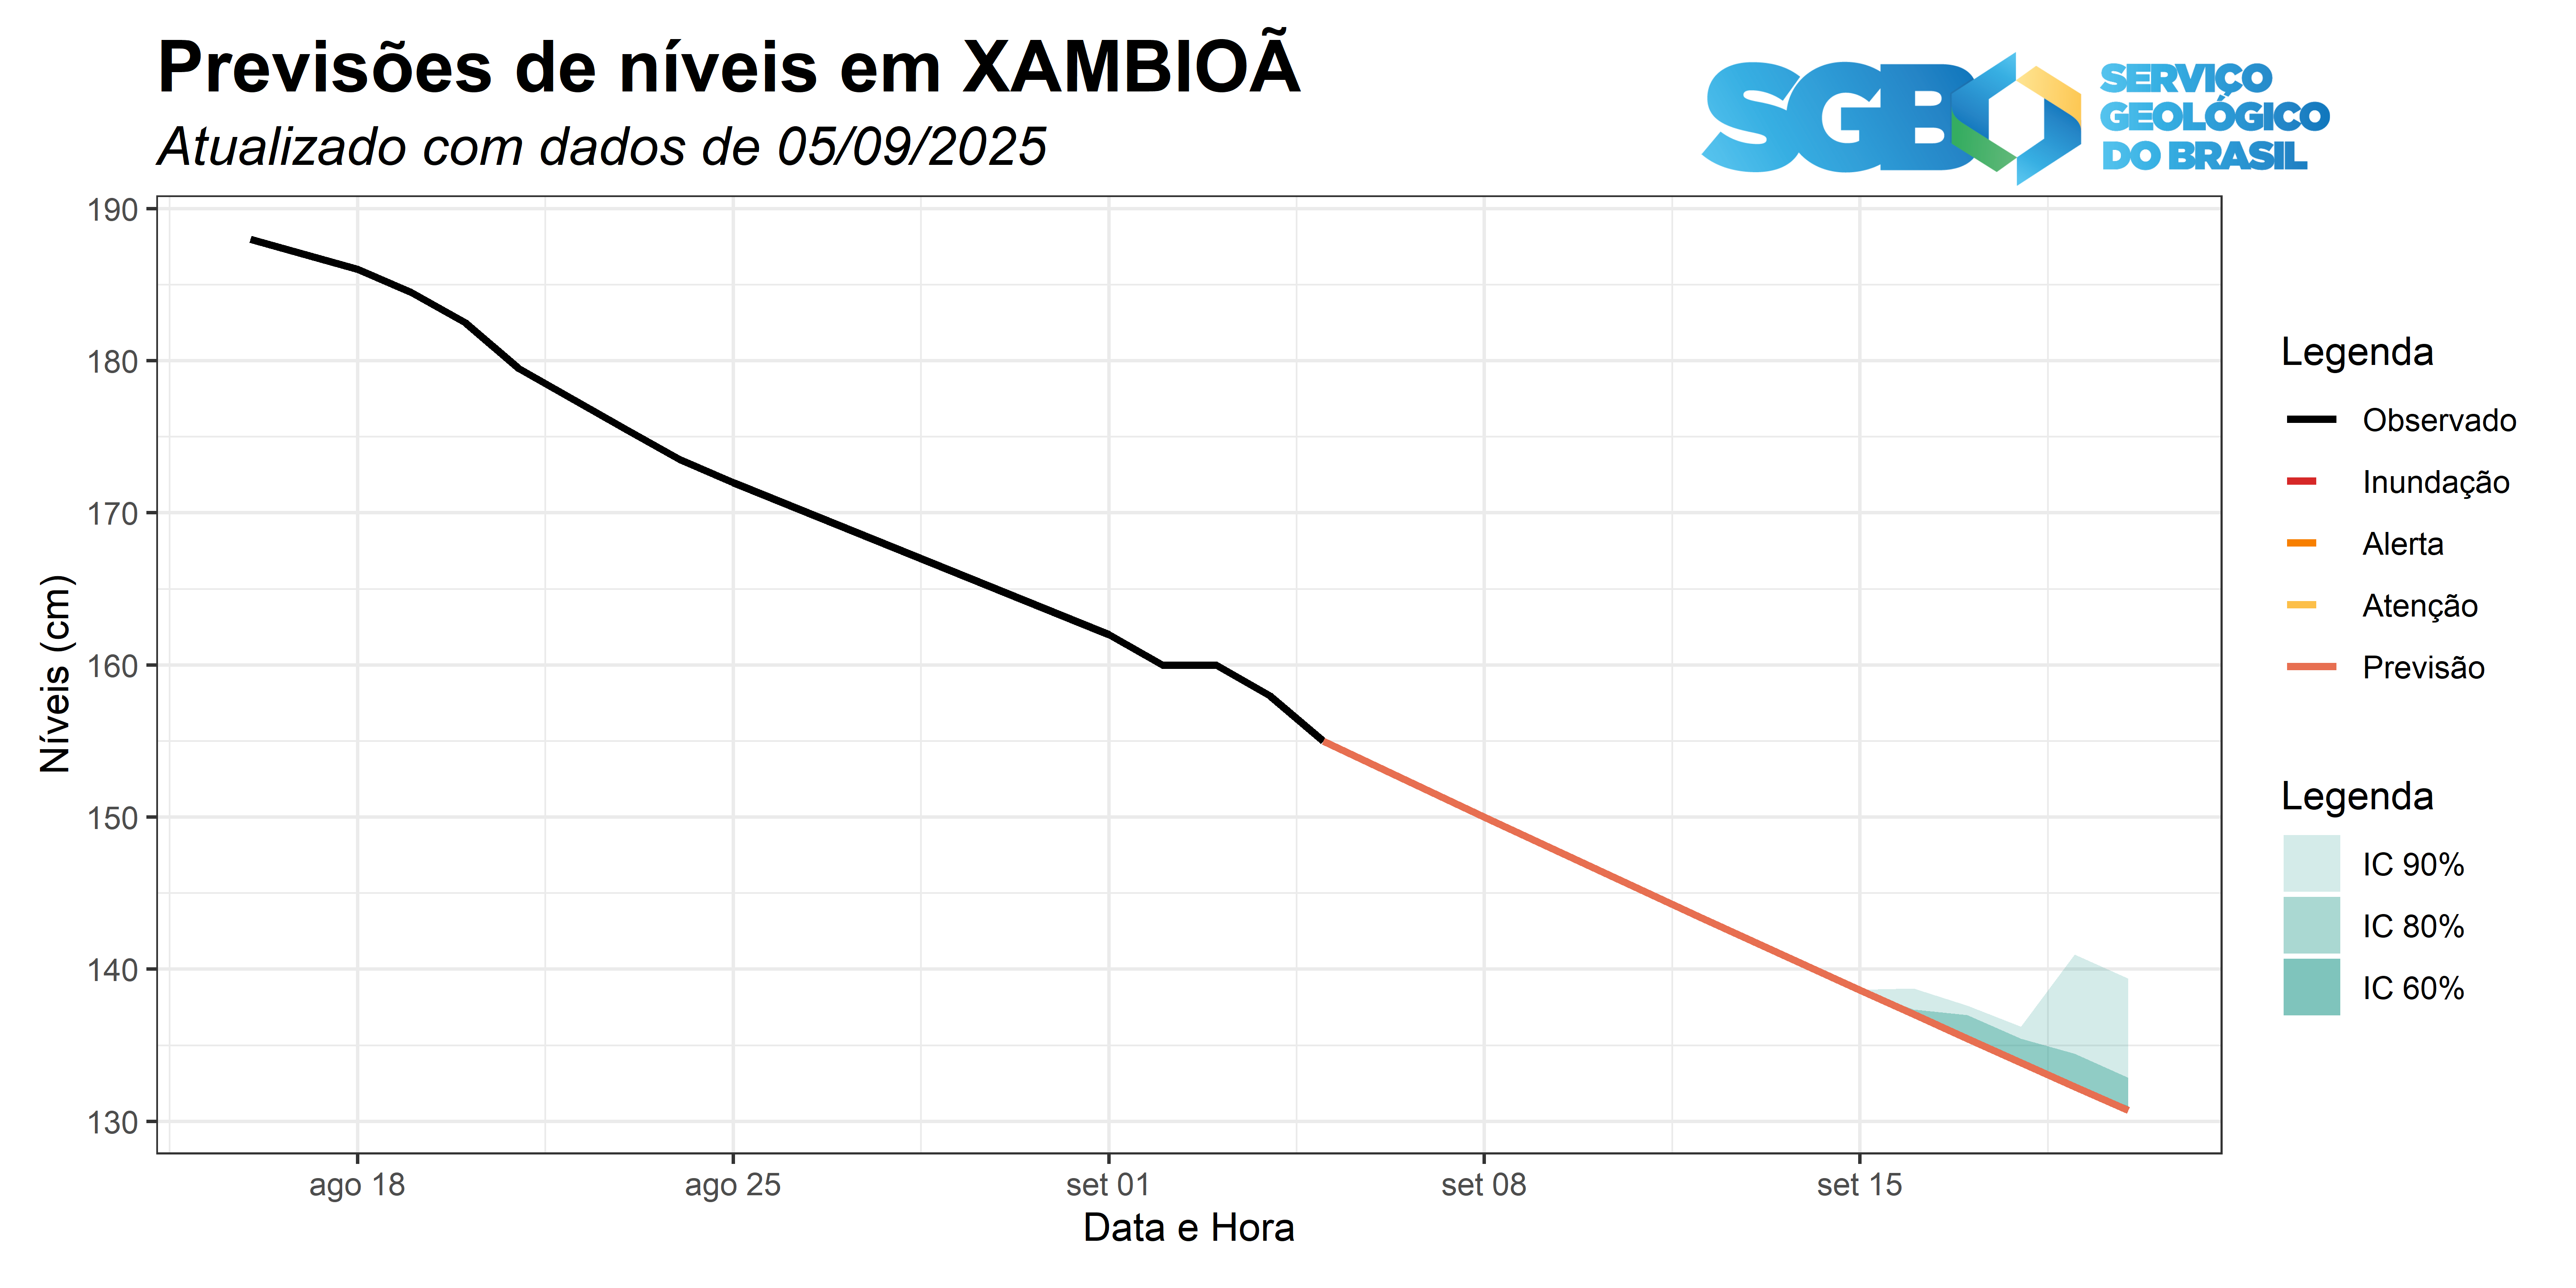 Previsões de níveis em XAMBIOÃ
Atualizado com dados de 05/09/2025
SGB
SERVIÇO
GEOLÓGICO
DO BRASIL
190
180
170
160
150
140
130
Níveis (cm)
ago 18
ago 25
set 01
set 08
set 15
Data e Hora
Legenda
Observado
Inundação
Alerta
Atenção
Previsão
Legenda
IC 90%
IC 80%
IC 60%